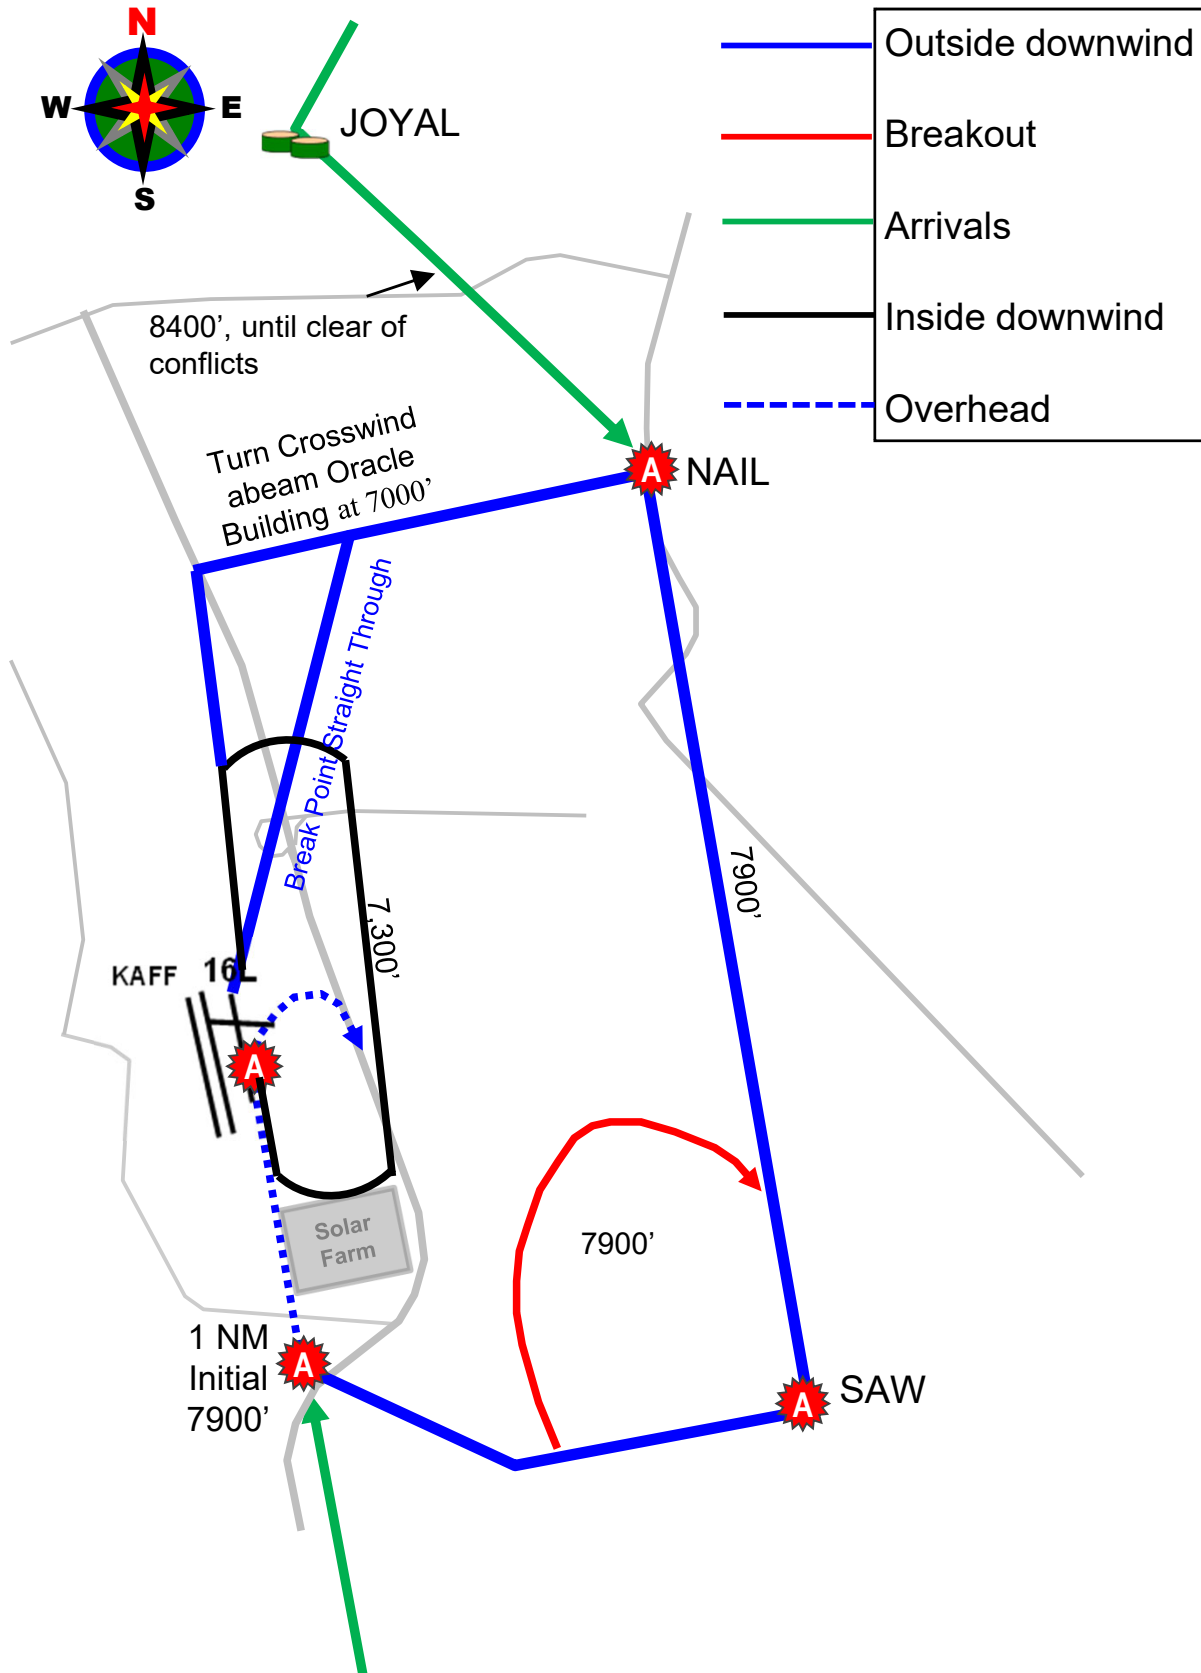 N
W
E
S
JOYAL
Outside downwind
Breakout
Arrivals
Inside downwind
Overhead
8400’, until clear of
conflicts
Turn Crosswind
abeam Oracle
Building at 7000’
A
NAIL
Break Point Straight Through
7900’
7,300’
KAFF
16L
A
Solar
Farm
7900’
1 NM
Initial
7900’
A
A
SAW